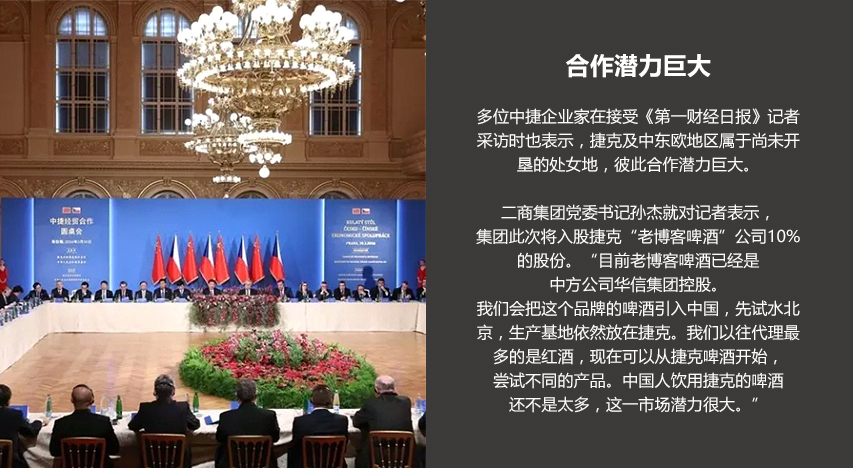 中捷经贸合作
圆桌会
KULATÝ STŮL
ČESKO - ČÍNSKÉ
EKONOMICKÉ SPOLUPRÁCE
合作潜力巨大
多位中捷企业家在接受《第一财经日报》记者
采访时也表示，捷克及中东欧地区属于尚未开
垦的处女地，彼此合作潜力巨大。
二商集团党委书记孙杰就对记者表示，
集团此次将入股捷克“老博客啤酒”公司10%
的股份。“目前老博客啤酒已经是
中方公司华信集团控股。
我们会把这个品牌的啤酒引入中国，先试水北
京，生产基地依然放在捷克。我们以往代理最
多的是红酒，现在可以从捷克啤酒开始，
尝试不同的产品。中国人饮用捷克的啤酒
还不是太多，这一市场潜力很大。”